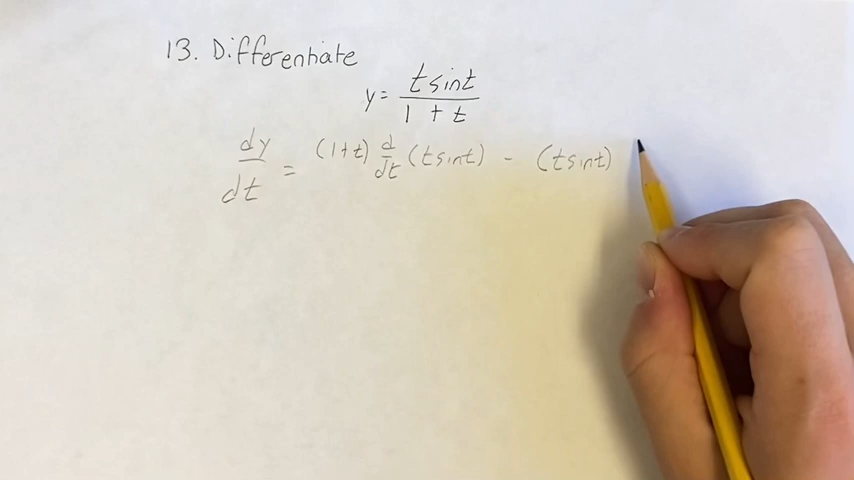 13. Differentiate
y = t sin t / 1 + t
dy/dt = (1+t) d/dt (t sin t) - (t sin t)